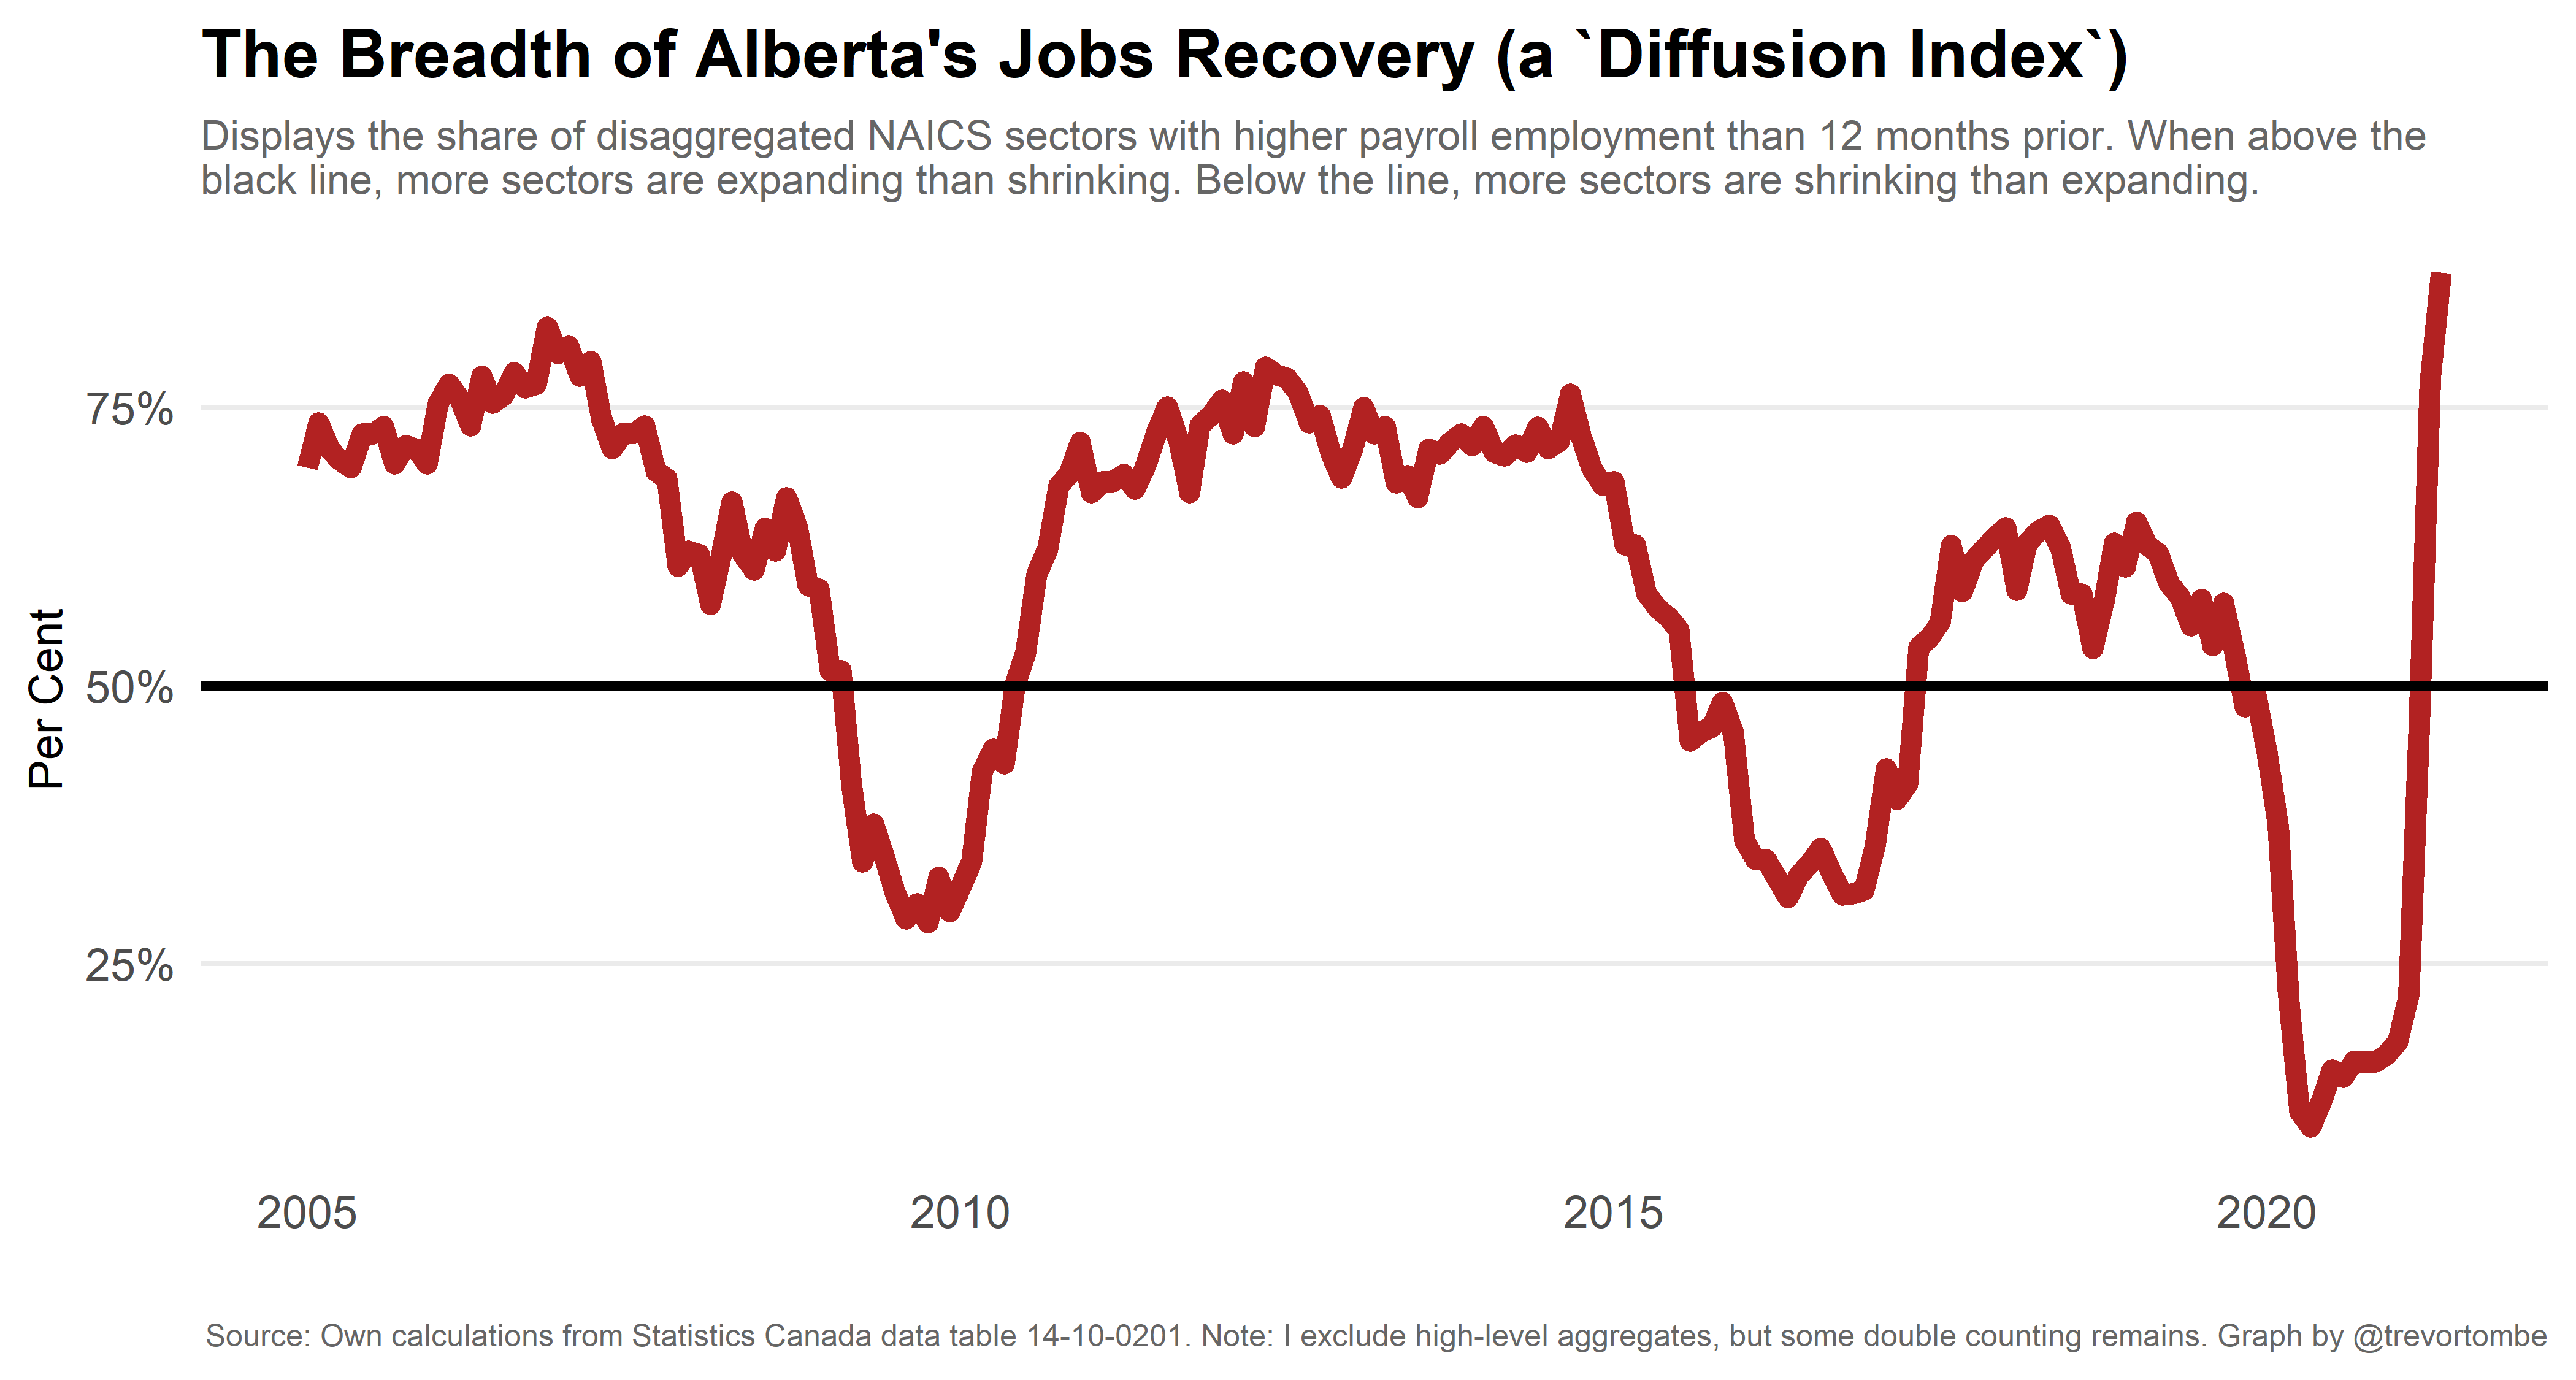 The Breadth of Alberta's Jobs Recovery (a `Diffusion Index`)
Displays the share of disaggregated NAICS sectors with higher payroll employment than 12 months prior. When above the
black line, more sectors are expanding than shrinking. Below the line, more sectors are shrinking than expanding.
Per Cent
75%
50%
25%
2005
2010
2015
2020
Source: Own calculations from Statistics Canada data table 14-10-0201. Note: I exclude high-level aggregates, but some double counting remains. Graph by @trevortombe